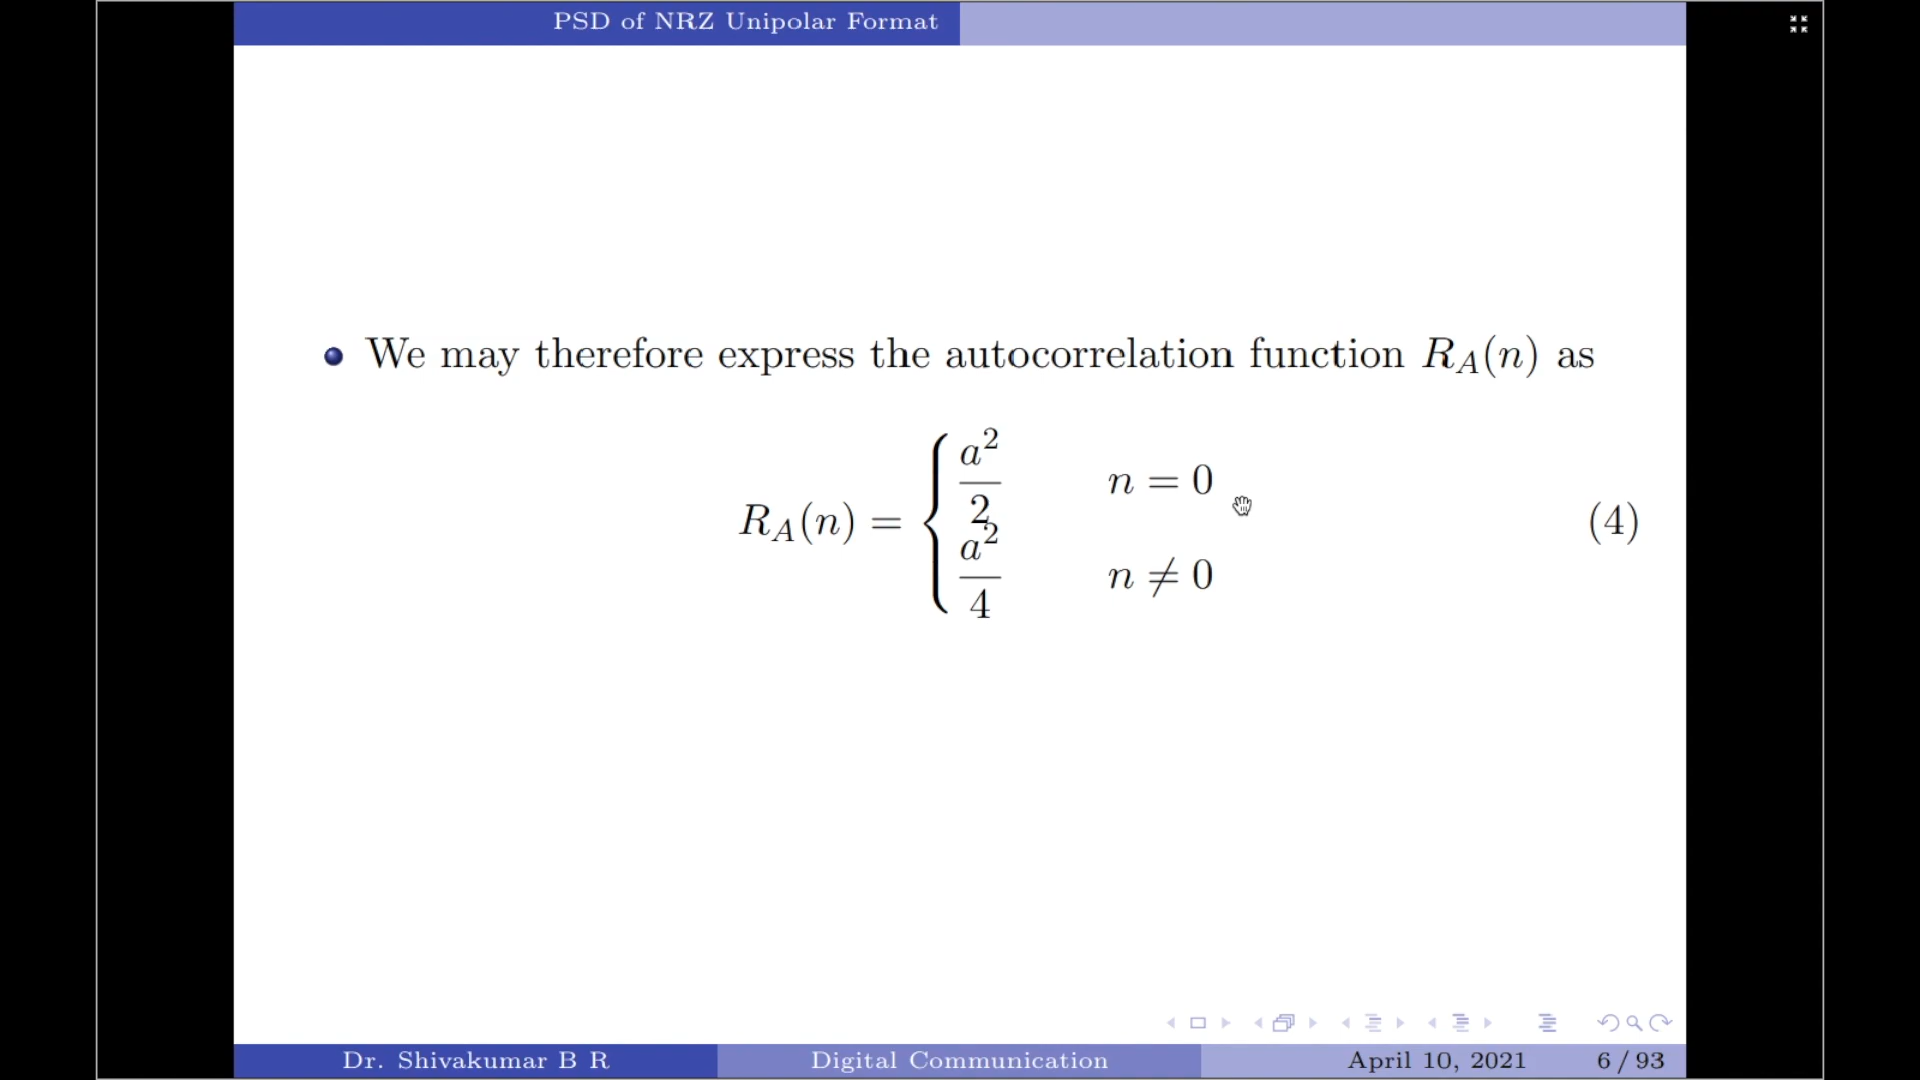 PSD of NRZ Unipolar Format
We may therefore express the autocorrelation function R_A(n) as
R_A(n) = { a^2/2 n = 0
a^2/4 n ≠ 0 (4)
Dr. Shivakumar B R Digital Communication April 10, 2021 6 / 93